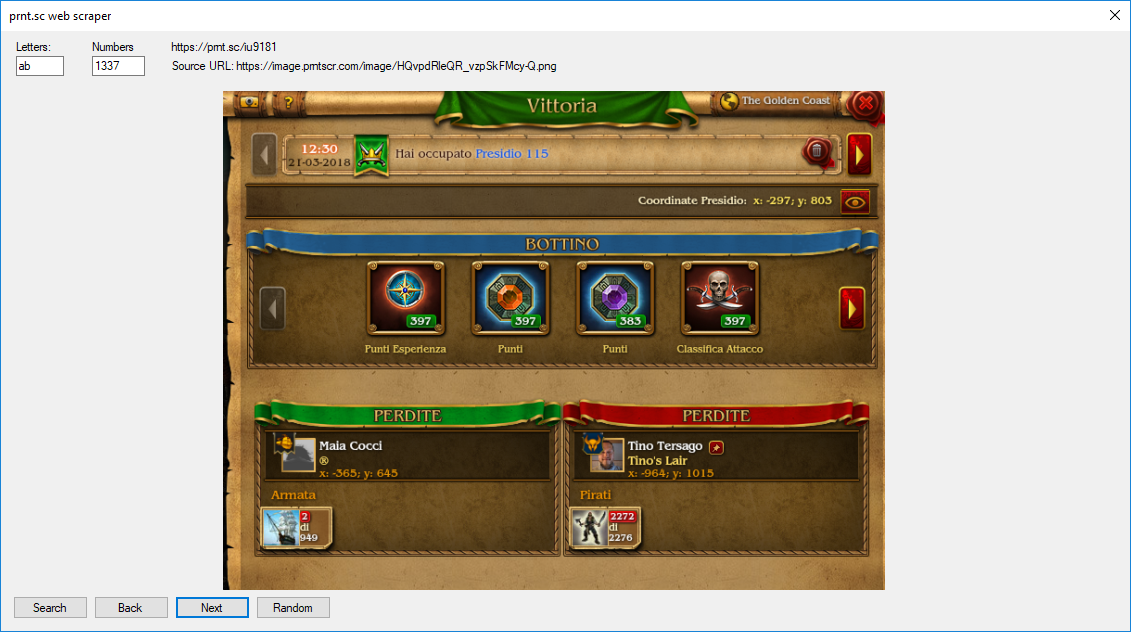 prnt.sc web scraper
Letters:
Numbers
https://prnt.sc/iu9181
ab
1337
Source URL: https://image.prntscr.com/image/HQvpdRleQR_vzpSkFMcy-Q.png
?
Vittoria
The Golden Coast
12:30
21-03-2018
Hai occupato Presidio 115
Coordinate Presidio: x: -297; y: 803
BOTTINO
397
397
383
397
Punti Esperienza
Punti
Punti
Classifica Attacco
PERDITE
PERDITE
Maia Cocci
®
x: -365; y: 645
Tino Tersago
Tino's Lair
x: -964; y: 1015
Armata
Pirati
2
di
949
2272
di
2276
Search
Back
Next
Random